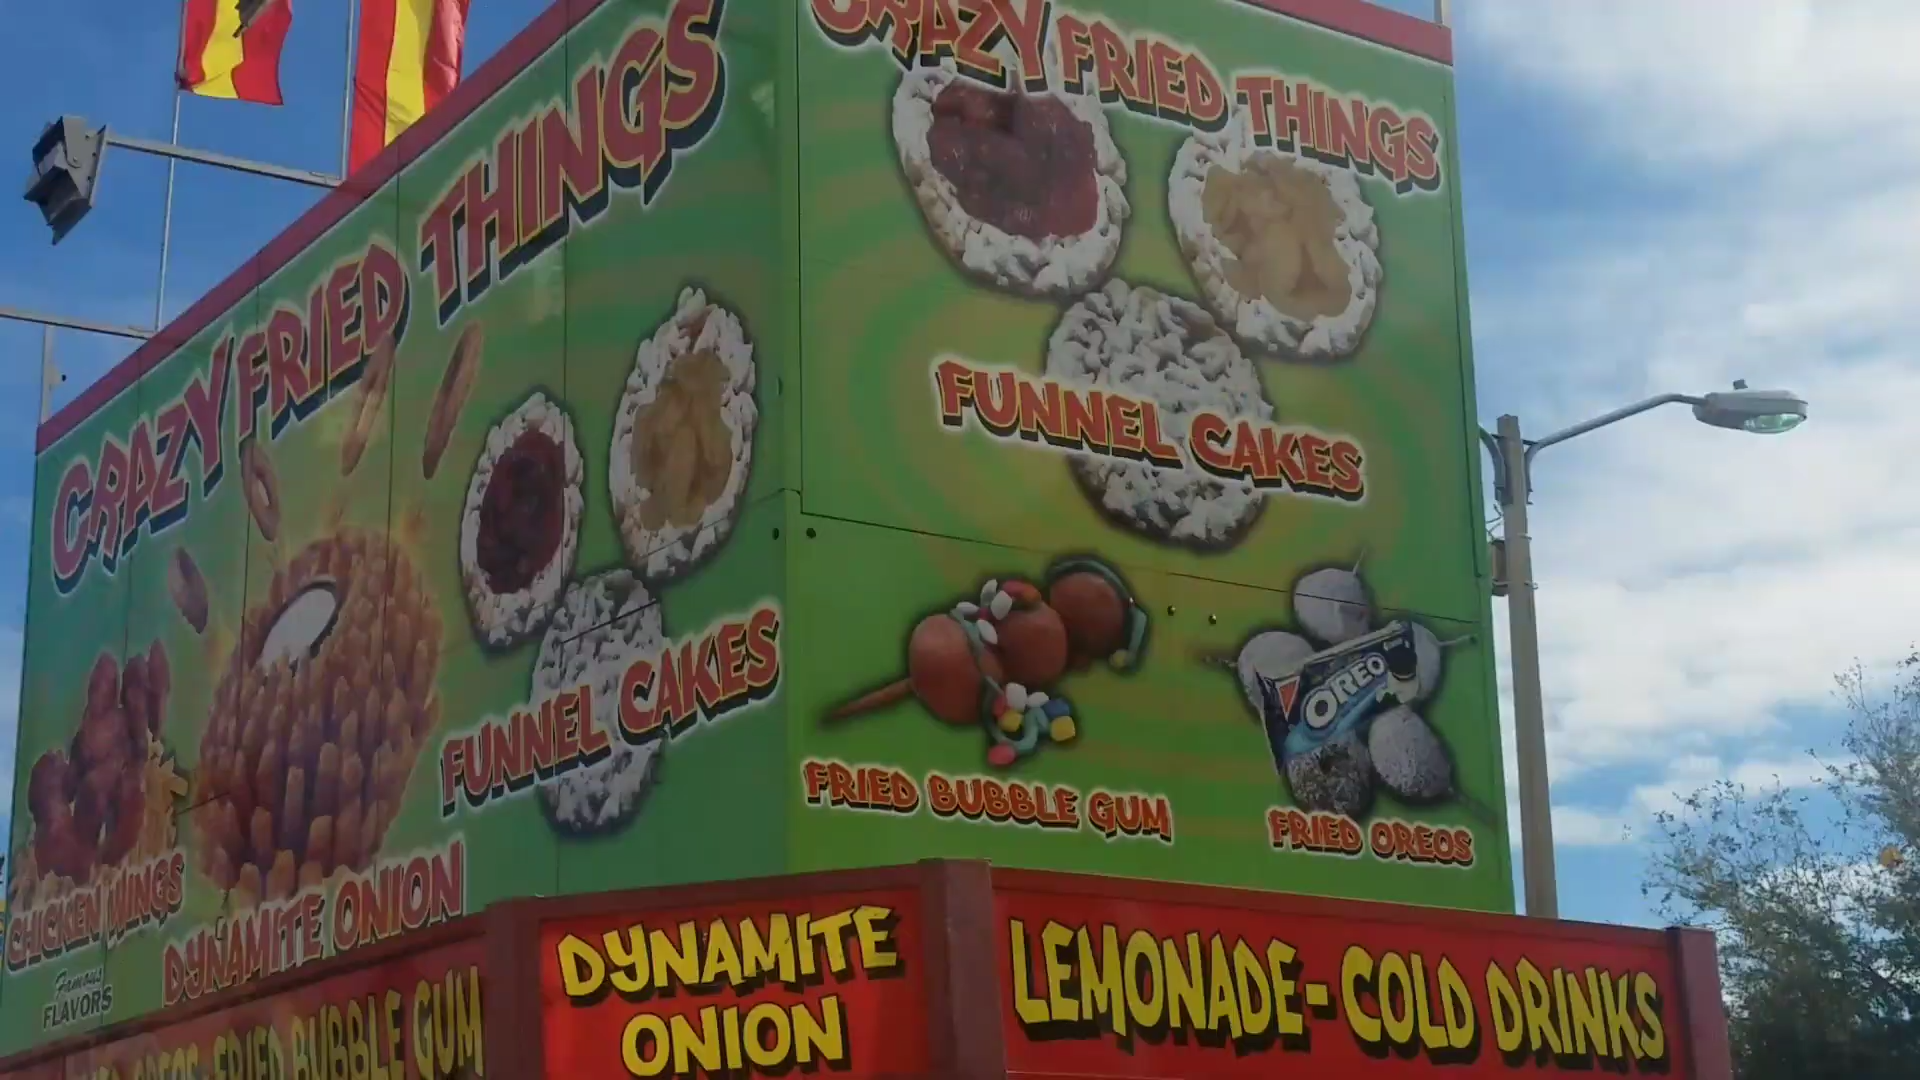 CRAZY FRIED THINGS
CHICKEN WINGS
Famous
FLAVORS
DYNAMITE ONION
FUNNEL CAKES
CRAZY FRIED THINGS
FUNNEL CAKES
FRIED BUBBLE GUM
OREO
FRIED OREOS
OREOS-FRIED BUBBLE GUM
DYNAMITE
ONION
LEMONADE-COLD DRINKS